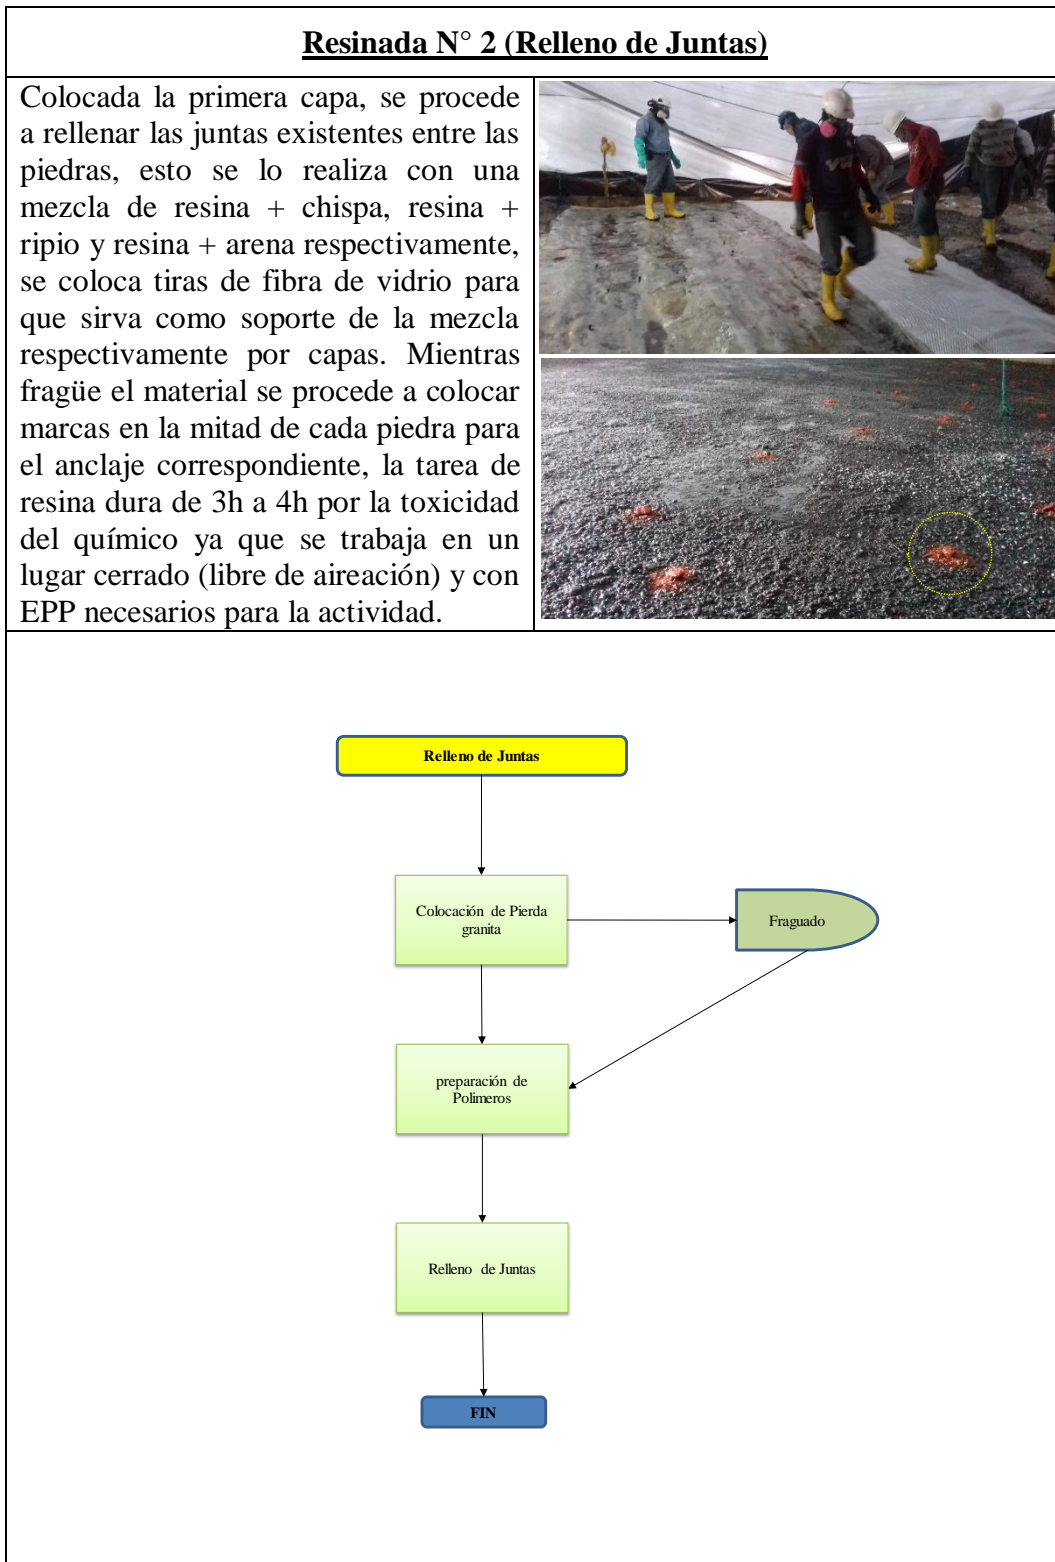 Resinada N° 2 (Relleno de Juntas)
Colocada la primera capa, se procede
a rellenar las juntas existentes entre las
piedras, esto se lo realiza con una
mezcla de resina + chispa, resina +
ripio y resina + arena respectivamente,
se coloca tiras de fibra de vidrio para
que sirva como soporte de la mezcla
respectivamente por capas. Mientras
fragüe el material se procede a colocar
marcas en la mitad de cada piedra para
el anclaje correspondiente, la tarea de
resina dura de 3h a 4h por la toxicidad
del químico ya que se trabaja en un
lugar cerrado (libre de aireación) y con
EPP necesarios para la actividad.
Relleno de Juntas
Colocación de Pierda
granita
Fraguado
preparación de
Polimeros
Relleno de Juntas
FIN